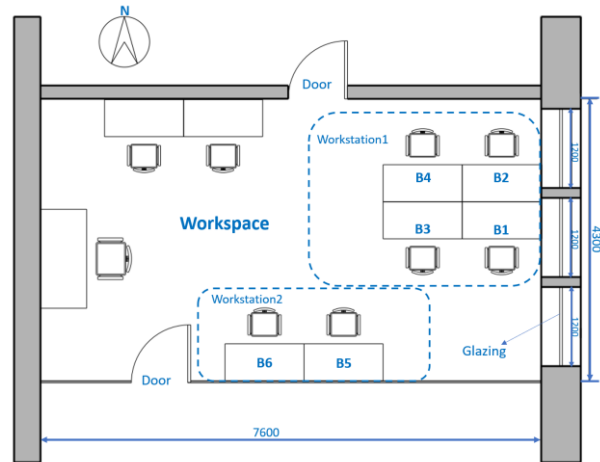 N
Door
Workstation1
B4
B2
1200
Workspace
B3
B1
1200
4300
Workstation2
1200
Glazing
B6
B5
Door
7600